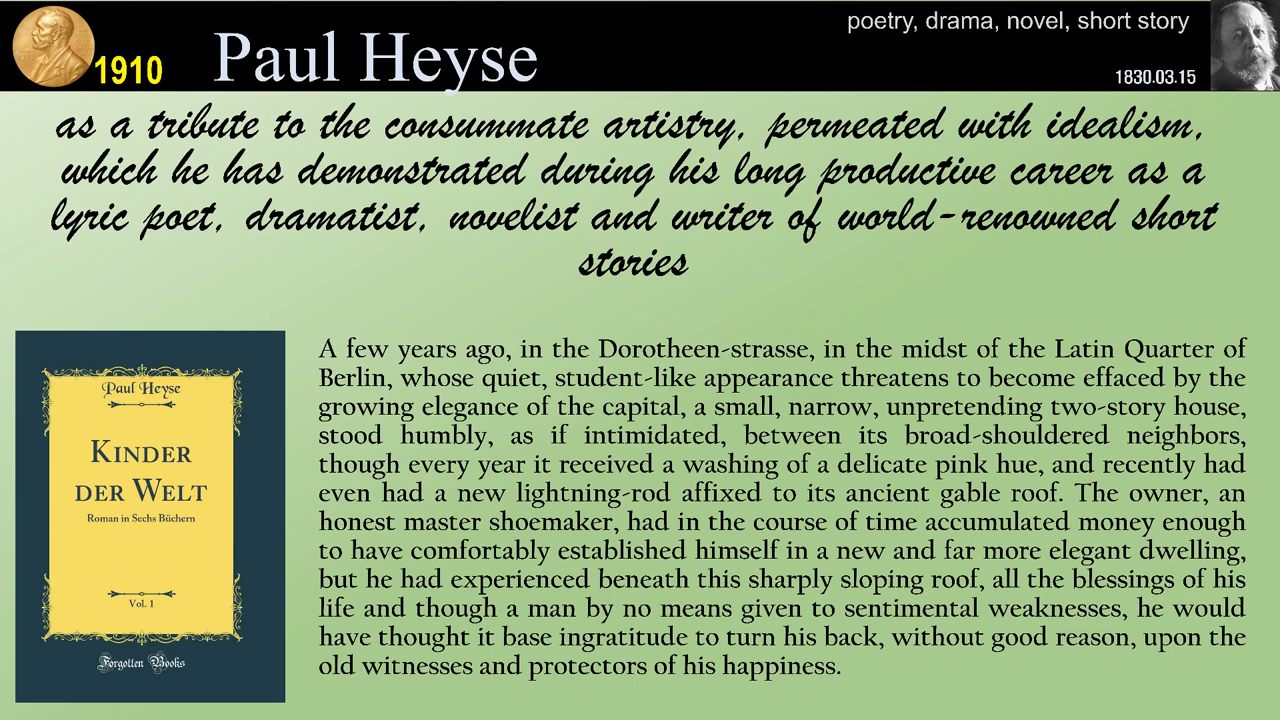 1910
Paul Heyse
poetry, drama, novel, short story
1830.03.15
as a tribute to the consummate artistry, permeated with idealism,
which he has demonstrated during his long productive career as a
lyric poet, dramatist, novelist and writer of world-renowned short
stories
Paul Heyse
KINDER
DER WELT
Roman in Sechs Büchern
Vol. 1
Forgotten Books
A few years ago, in the Dorotheen-strasse, in the midst of the Latin Quarter of
Berlin, whose quiet, student-like appearance threatens to become effaced by the
growing elegance of the capital, a small, narrow, unpretending two-story house,
stood humbly, as if intimidated, between its broad-shouldered neighbors,
though every year it received a washing of a delicate pink hue, and recently had
even had a new lightning-rod affixed to its ancient gable roof. The owner, an
honest master shoemaker, had in the course of time accumulated money enough
to have comfortably established himself in a new and far more elegant dwelling,
but he had experienced beneath this sharply sloping roof, all the blessings of his
life and though a man by no means given to sentimental weaknesses, he would
have thought it base ingratitude to turn his back, without good reason, upon the
old witnesses and protectors of his happiness.